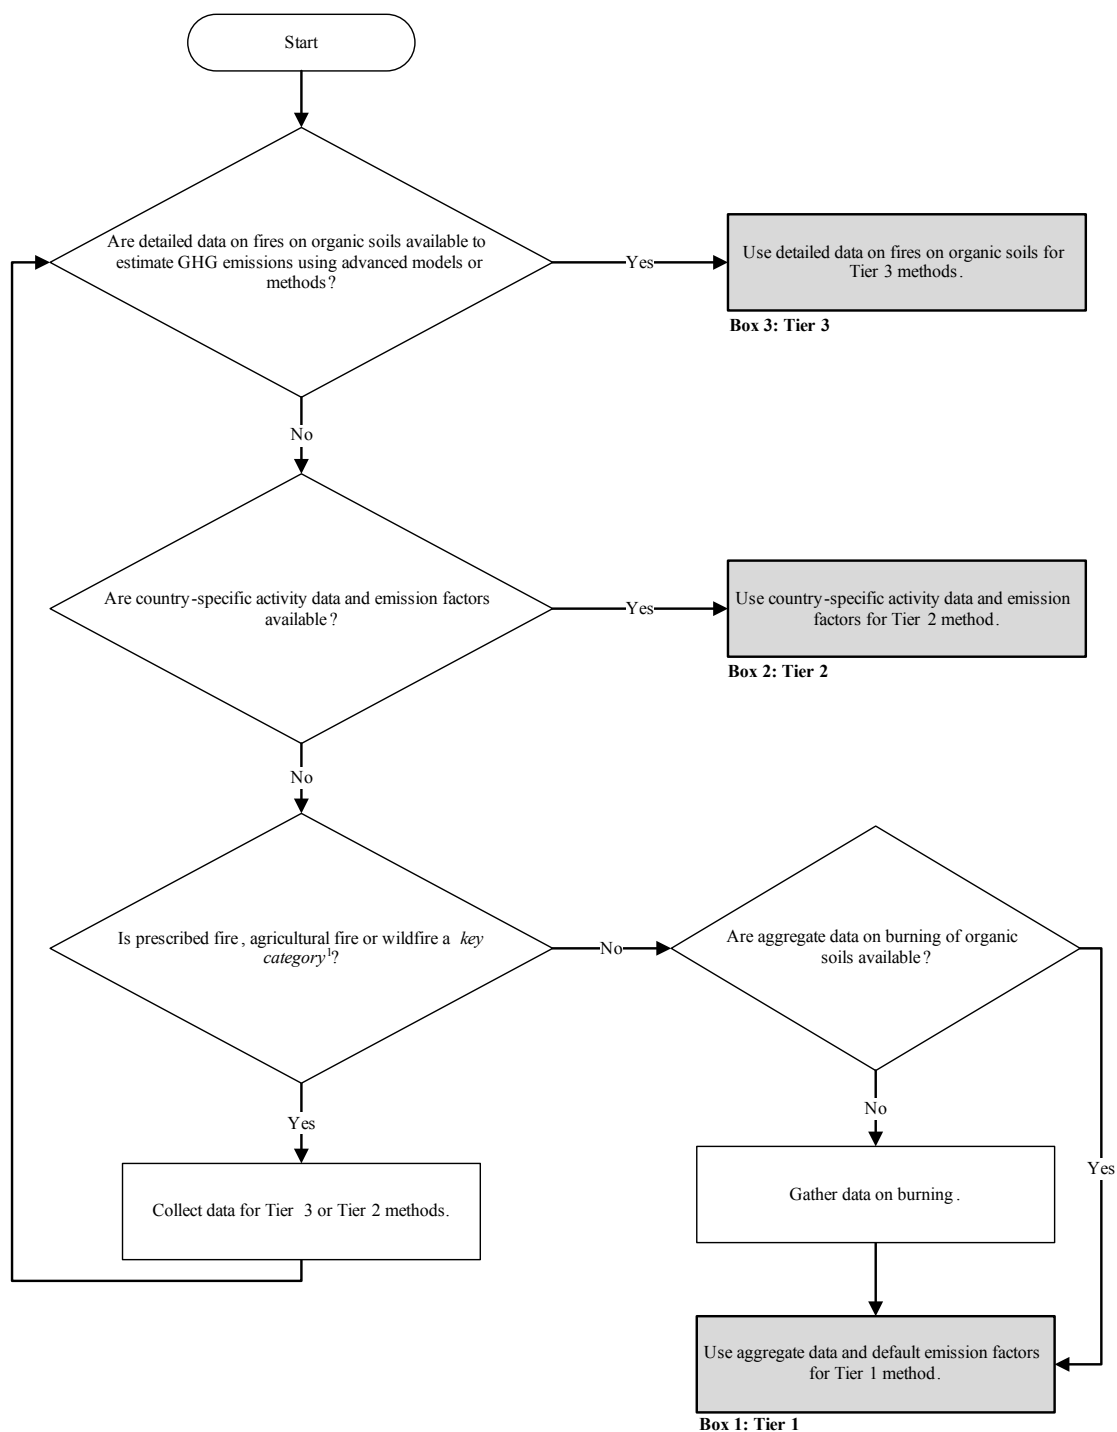 Start
Are detailed data on fires on organic soils available to
estimate GHG emissions using advanced models or
methods?
Yes
Use detailed data on fires on organic soils for
Tier 3 methods.
Box 3: Tier 3
No
Are country-specific activity data and emission factors
available?
Yes
Use country-specific activity data and emission
factors for Tier 2 method.
Box 2: Tier 2
No
Is prescribed fire, agricultural fire or wildfire a key
category¹?
No
Are aggregate data on burning of organic
soils available?
Yes
No
Yes
Collect data for Tier 3 or Tier 2 methods.
Gather data on burning.
Use aggregate data and default emission factors
for Tier 1 method.
Box 1: Tier 1